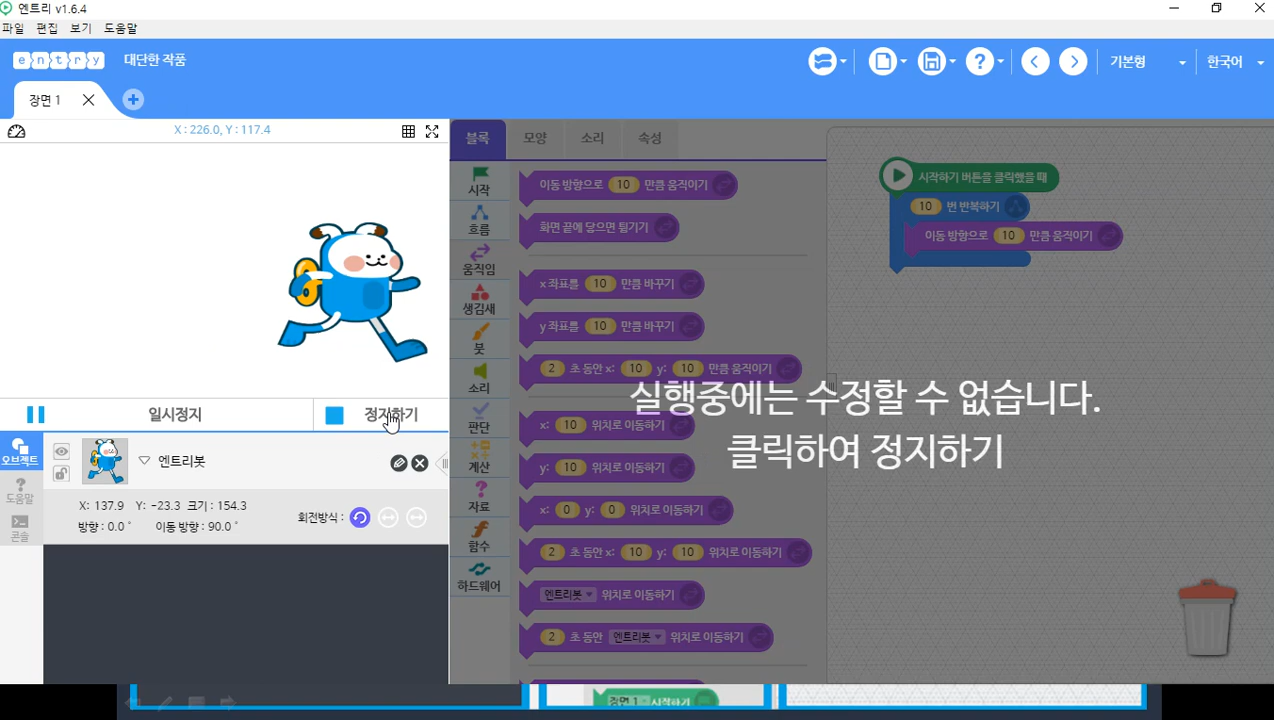 엔트리 v1.6.4
파일 편집 보기 도움말
entry 대단한 작품
기본형 한국어
장면 1
X : 226.0, Y : 117.4
일시정지 정지하기
오브젝트
도움말
콘솔
엔트리봇
X: 137.9 Y: -23.3 크기 : 154.3
방향 : 0.0 ˚ 이동 방향 : 90.0 ˚
회전방식 :
블록 모양 소리 속성
시작
흐름
움직임
생김새
붓
소리
판단
계산
자료
함수
하드웨어
이동 방향으로 10 만큼 움직이기
화면 끝에 닿으면 튕기기
x 좌표를 10 만큼 바꾸기
y 좌표를 10 만큼 바꾸기
2 초 동안 x: 10 y: 10 만큼 움직이기
x: 10 위치로 이동하기
y: 10 위치로 이동하기
x: 0 y: 0 위치로 이동하기
2 초 동안 x: 10 y: 10 위치로 이동하기
엔트리봇 위치로 이동하기
2 초 동안 엔트리봇 위치로 이동하기
시작하기 버튼을 클릭했을 때
10 번 반복하기
이동 방향으로 10 만큼 움직이기
실행중에는 수정할 수 없습니다.
클릭하여 정지하기
장면 1 시작하기